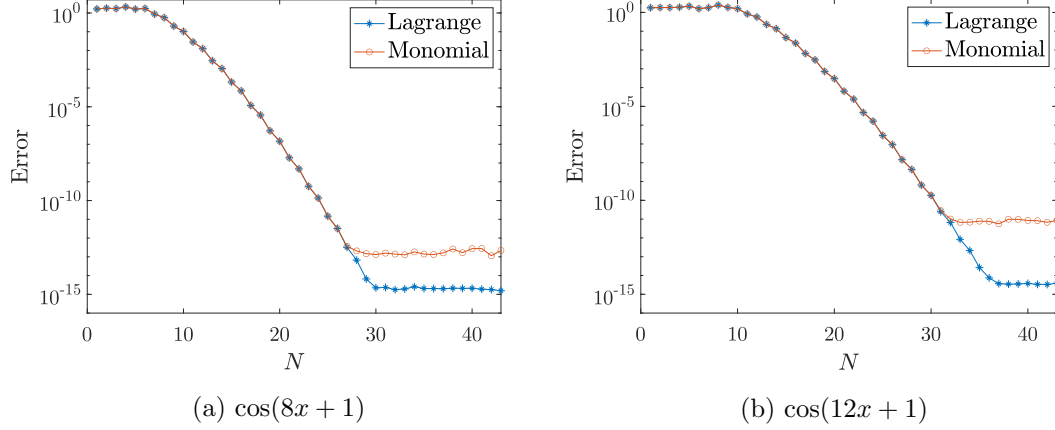 10^0
10^-5
10^-10
10^-15
Error
0 10 20 30 40
N
Lagrange
Monomial
(a) cos(8x + 1)
10^0
10^-5
10^-10
10^-15
Error
0 10 20 30 40
N
Lagrange
Monomial
(b) cos(12x + 1)